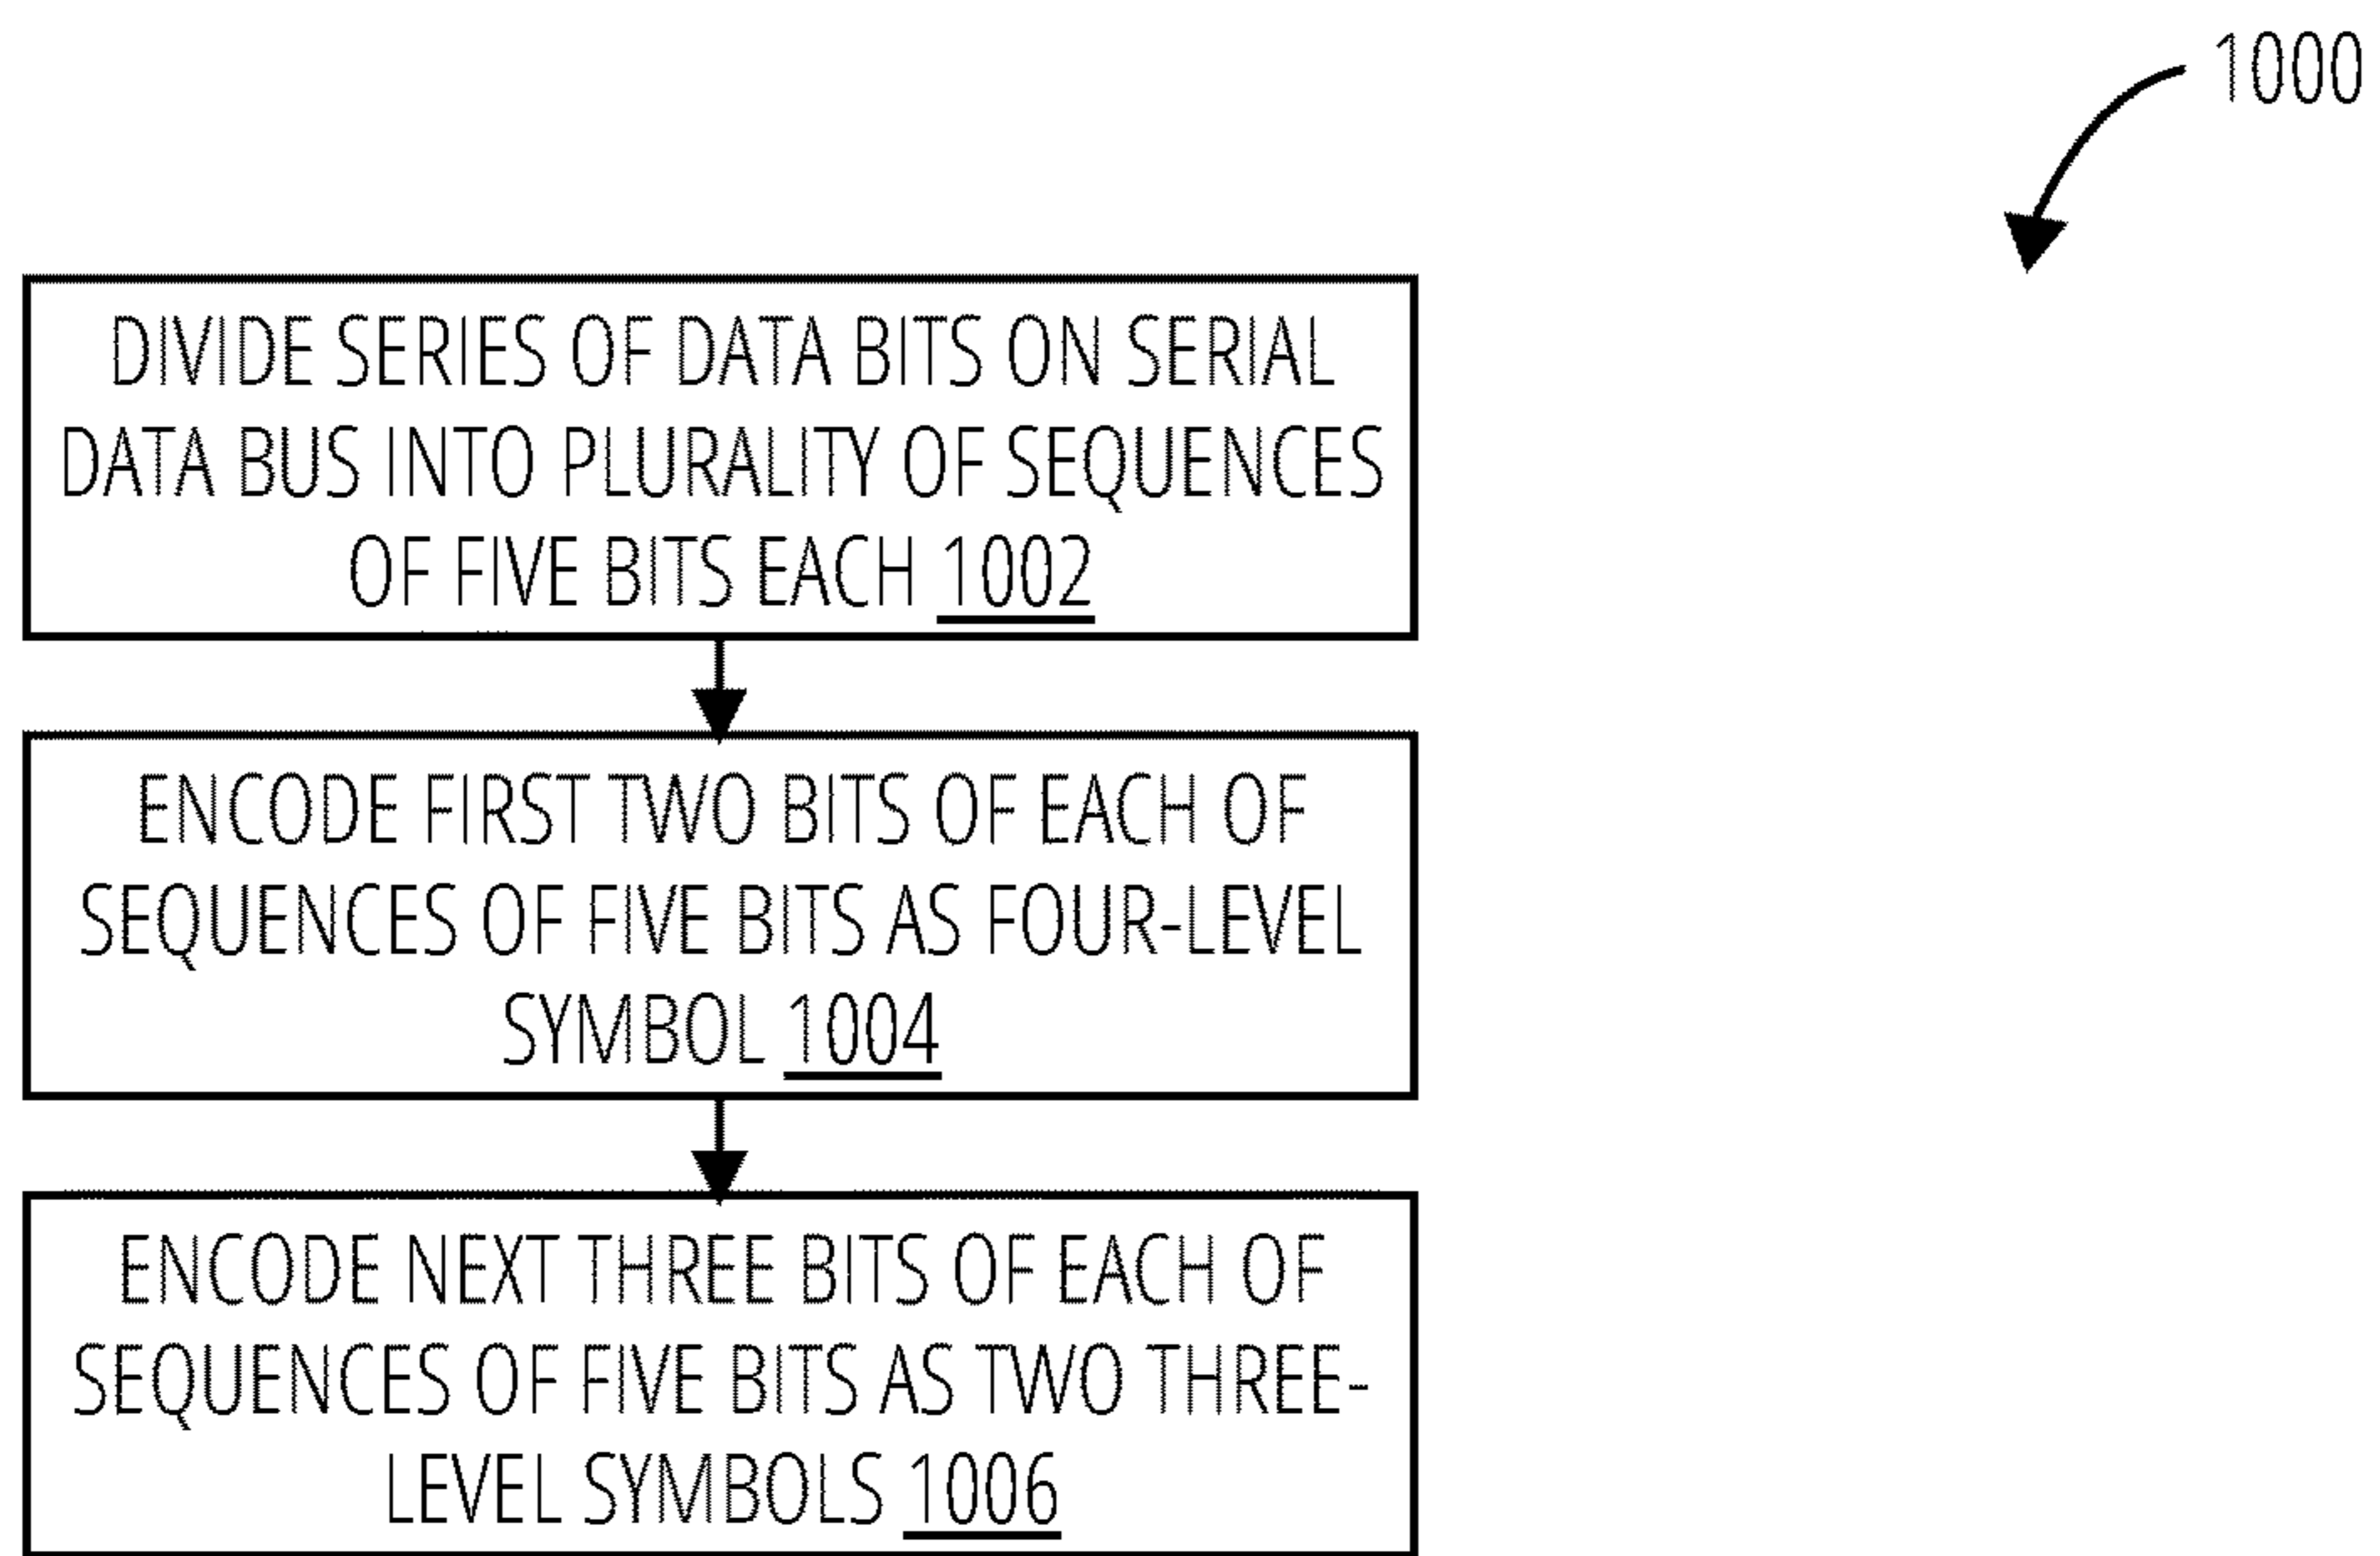 1000
DIVIDE SERIES OF DATA BITS ON SERIAL
DATA BUS INTO PLURALITY OF SEQUENCES
OF FIVE BITS EACH 1002
ENCODE FIRST TWO BITS OF EACH OF
SEQUENCES OF FIVE BITS AS FOUR-LEVEL
SYMBOL 1004
ENCODE NEXT THREE BITS OF EACH OF
SEQUENCES OF FIVE BITS AS TWO THREE-
LEVEL SYMBOLS 1006